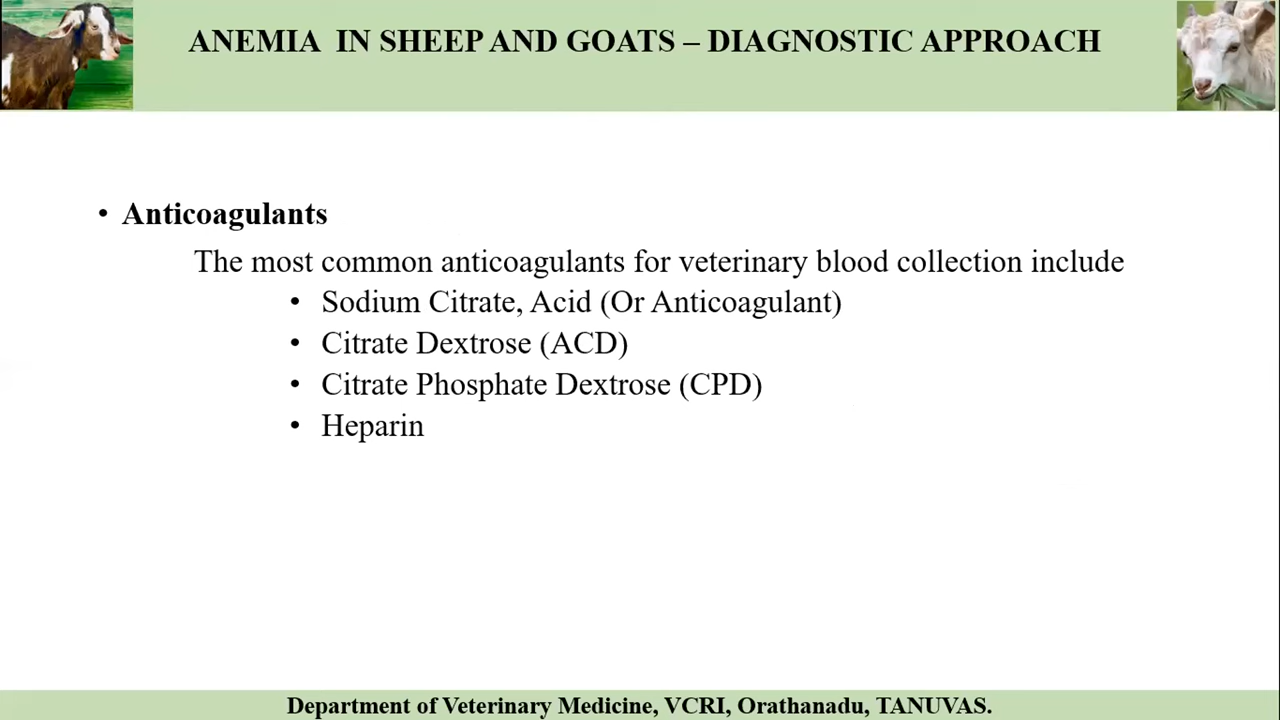 ANEMIA IN SHEEP AND GOATS – DIAGNOSTIC APPROACH
• Anticoagulants
The most common anticoagulants for veterinary blood collection include
• Sodium Citrate, Acid (Or Anticoagulant)
• Citrate Dextrose (ACD)
• Citrate Phosphate Dextrose (CPD)
• Heparin
Department of Veterinary Medicine, VCRI, Orathanadu, TANUVAS.